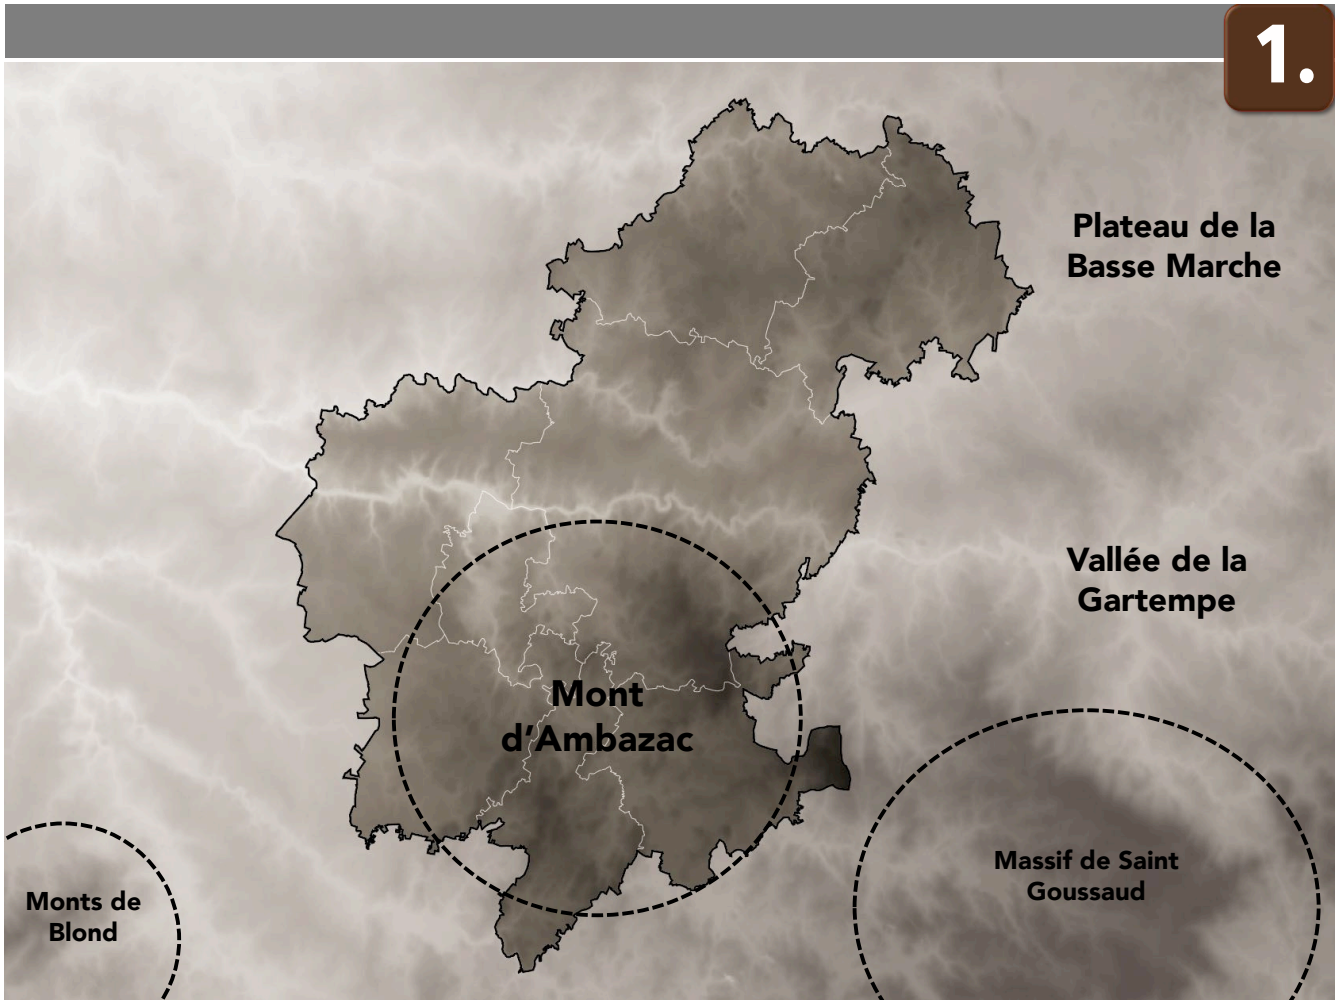 1.
Plateau de la
Basse Marche
Vallée de la
Gartempe
Mont
d’Ambazac
Massif de Saint
Goussaud
Monts de
Blond